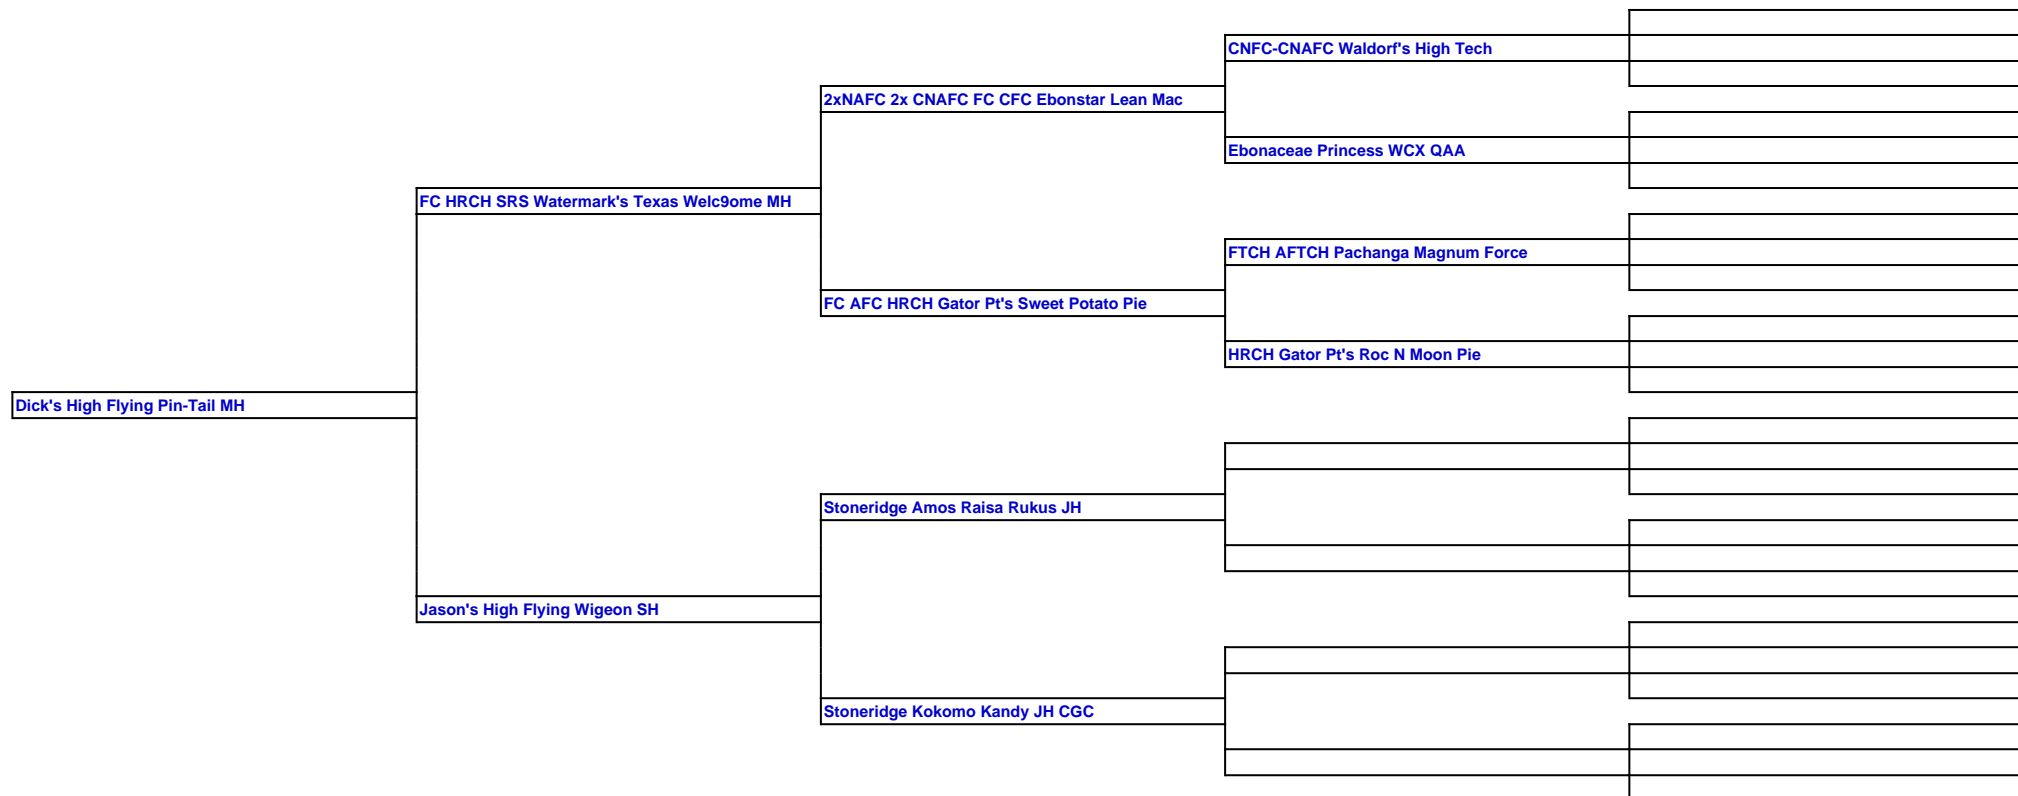 CNFC-CNAFC Waldorf's High Tech
2xNAFC 2x CNAFC FC CFC Ebonstar Lean Mac
Ebonaceae Princess WCX QAA
FC HRCH SRS Watermark's Texas Welc9ome MH
FTCH AFTCH Pachanga Magnum Force
FC AFC HRCH Gator Pt's Sweet Potato Pie
HRCH Gator Pt's Roc N Moon Pie
Dick's High Flying Pin-Tail MH
Stoneridge Amos Raisa Rukus JH
Jason's High Flying Wigeon SH
Stoneridge Kokomo Kandy JH CGC